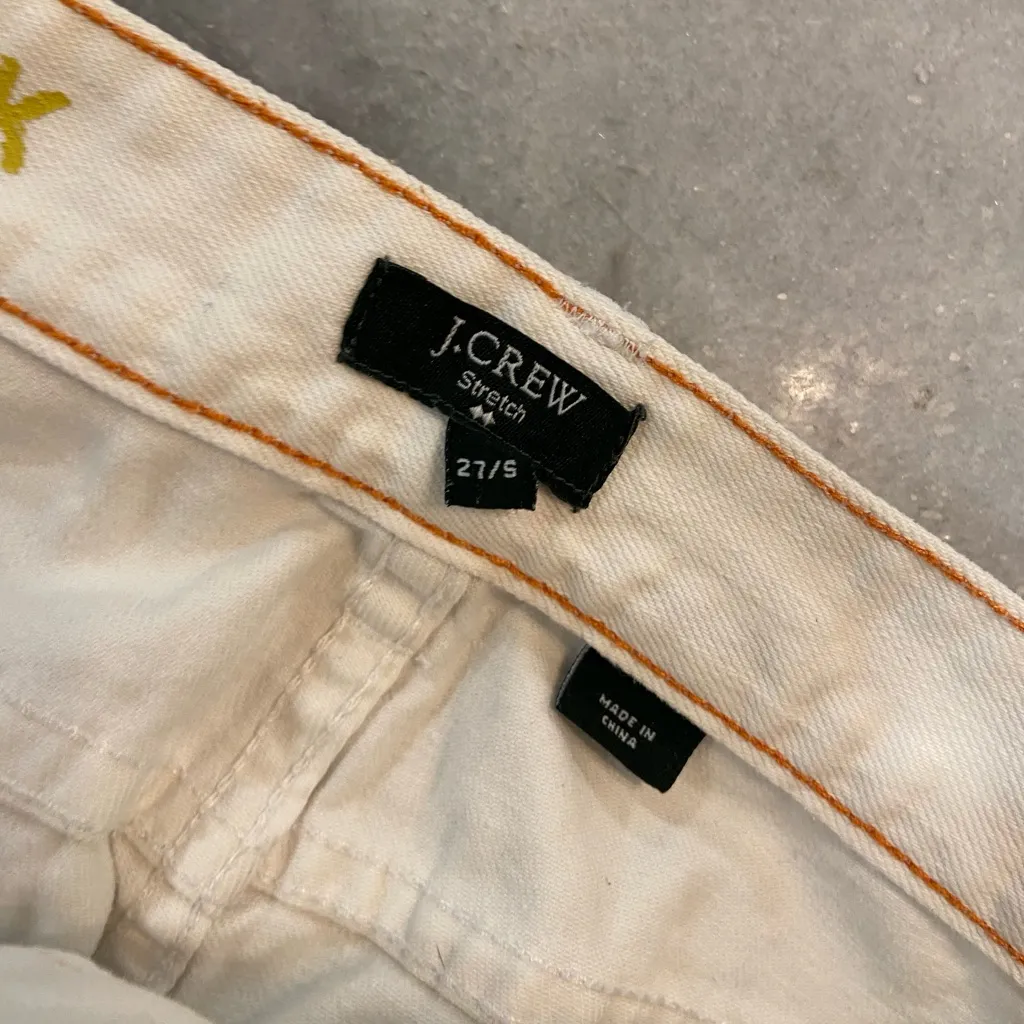 J.CREW
Stretch
27/S
MADE IN
CHINA